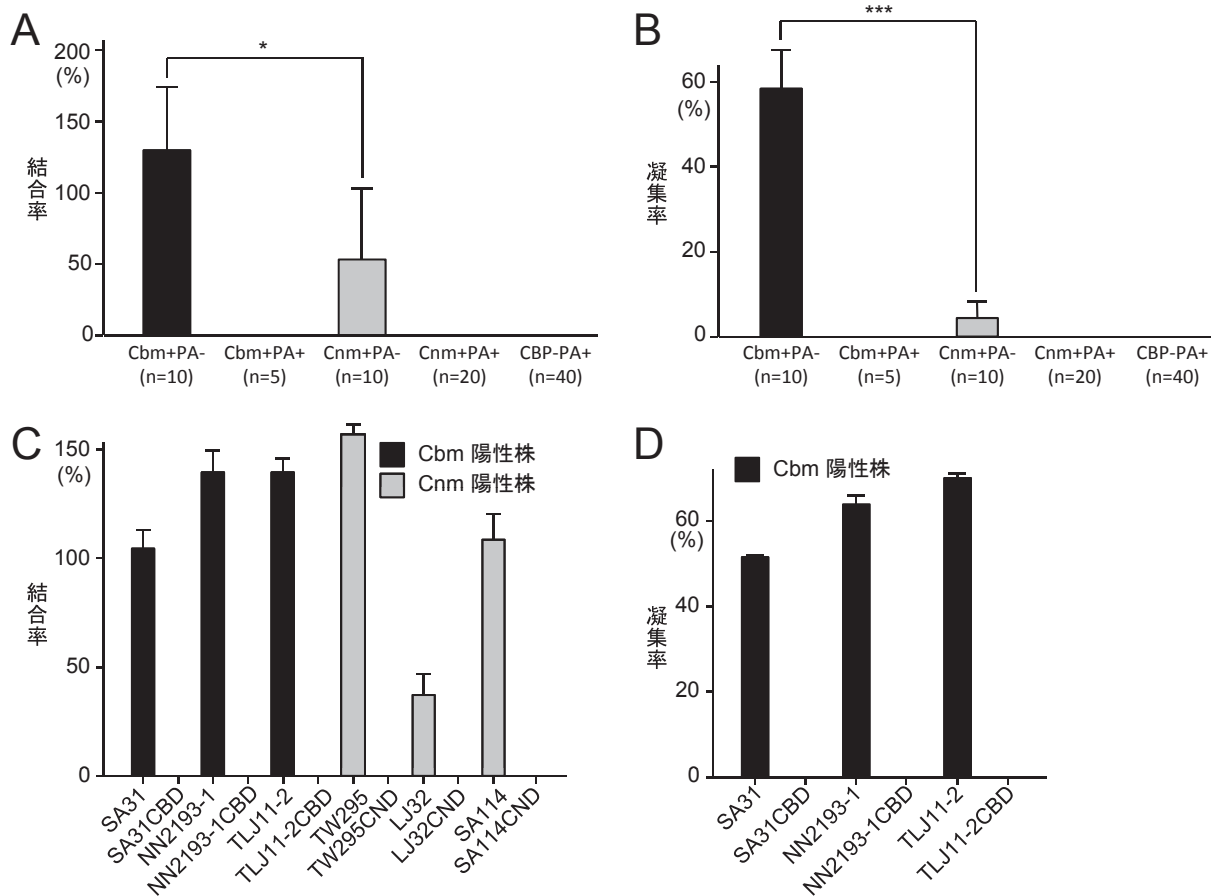 A
200
(%)
150
100
50
0
結合率
*
Cbm+PA- Cbm+PA+ Cnm+PA- Cnm+PA+ CBP-PA+
(n=10) (n=5) (n=10) (n=20) (n=40)
B
60
(%)
40
20
0
凝集率
***
Cbm+PA- Cbm+PA+ Cnm+PA- Cnm+PA+ CBP-PA+
(n=10) (n=5) (n=10) (n=20) (n=40)
C
150
(%)
100
50
0
結合率
Cbm 陽性株
Cnm 陽性株
SA31
SA31CBD
NN2193-1
NN2193-1CBD
TLJ11-2
TLJ11-2CBD
TW295
TW295CND
LJ32
LJ32CND
SA114
SA114CND
D
Cbm 陽性株
60
(%)
40
20
0
凝集率
SA31
SA31CBD
NN2193-1
NN2193-1CBD
TLJ11-2
TLJ11-2CBD